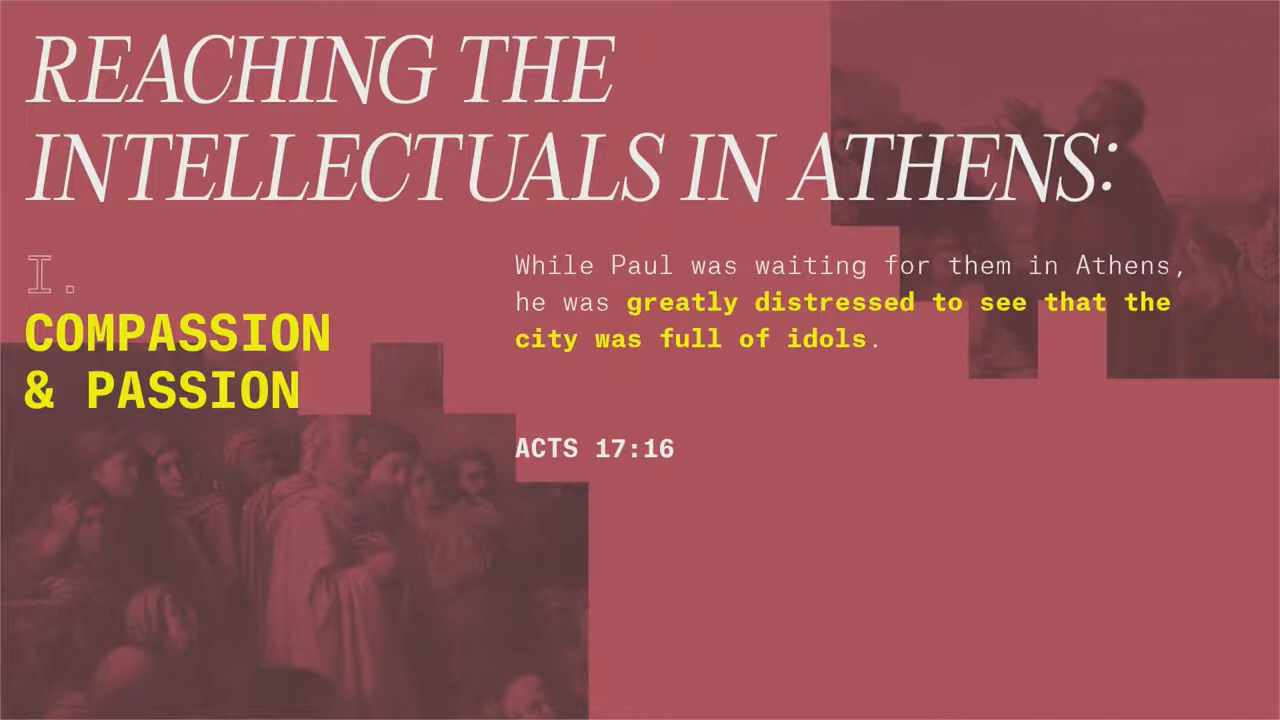 REACHING THE
INTELLECTUALS IN ATHENS:
I.
COMPASSION
& PASSION
While Paul was waiting for them in Athens,
he was greatly distressed to see that the
city was full of idols.
ACTS 17:16